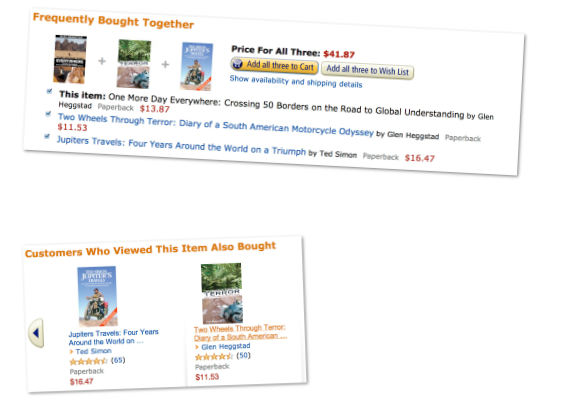 Frequently Bought Together
Price For All Three: $41.87
Add all three to Cart
Add all three to Wish List
Show availability and shipping details
This item: One More Day Everywhere: Crossing 50 Borders on the Road to Global Understanding by Glen
Heggstad Paperback $13.87
Two Wheels Through Terror: Diary of a South American Motorcycle Odyssey by Glen Heggstad Paperback
$11.53
Jupiters Travels: Four Years Around the World on a Triumph by Ted Simon Paperback $16.47
Customers Who Viewed This Item Also Bought
JUPITER'S
TERROR
Jupiters Travels: Four Years
Around the World on ...
Ted Simon
(65)
Paperback
$16.47
Two Wheels Through Terror:
Diary of a South American ...
Glen Heggstad
(50)
Paperback
$11.53